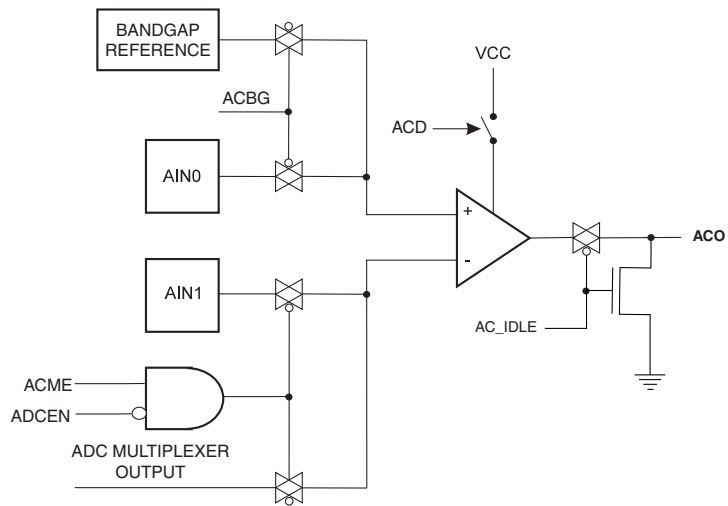 BANDGAP
REFERENCE
VCC
ACBG
ACD
AIN0
+
-
ACO
AIN1
AC_IDLE
ACME
ADCEN
ADC MULTIPLEXER
OUTPUT